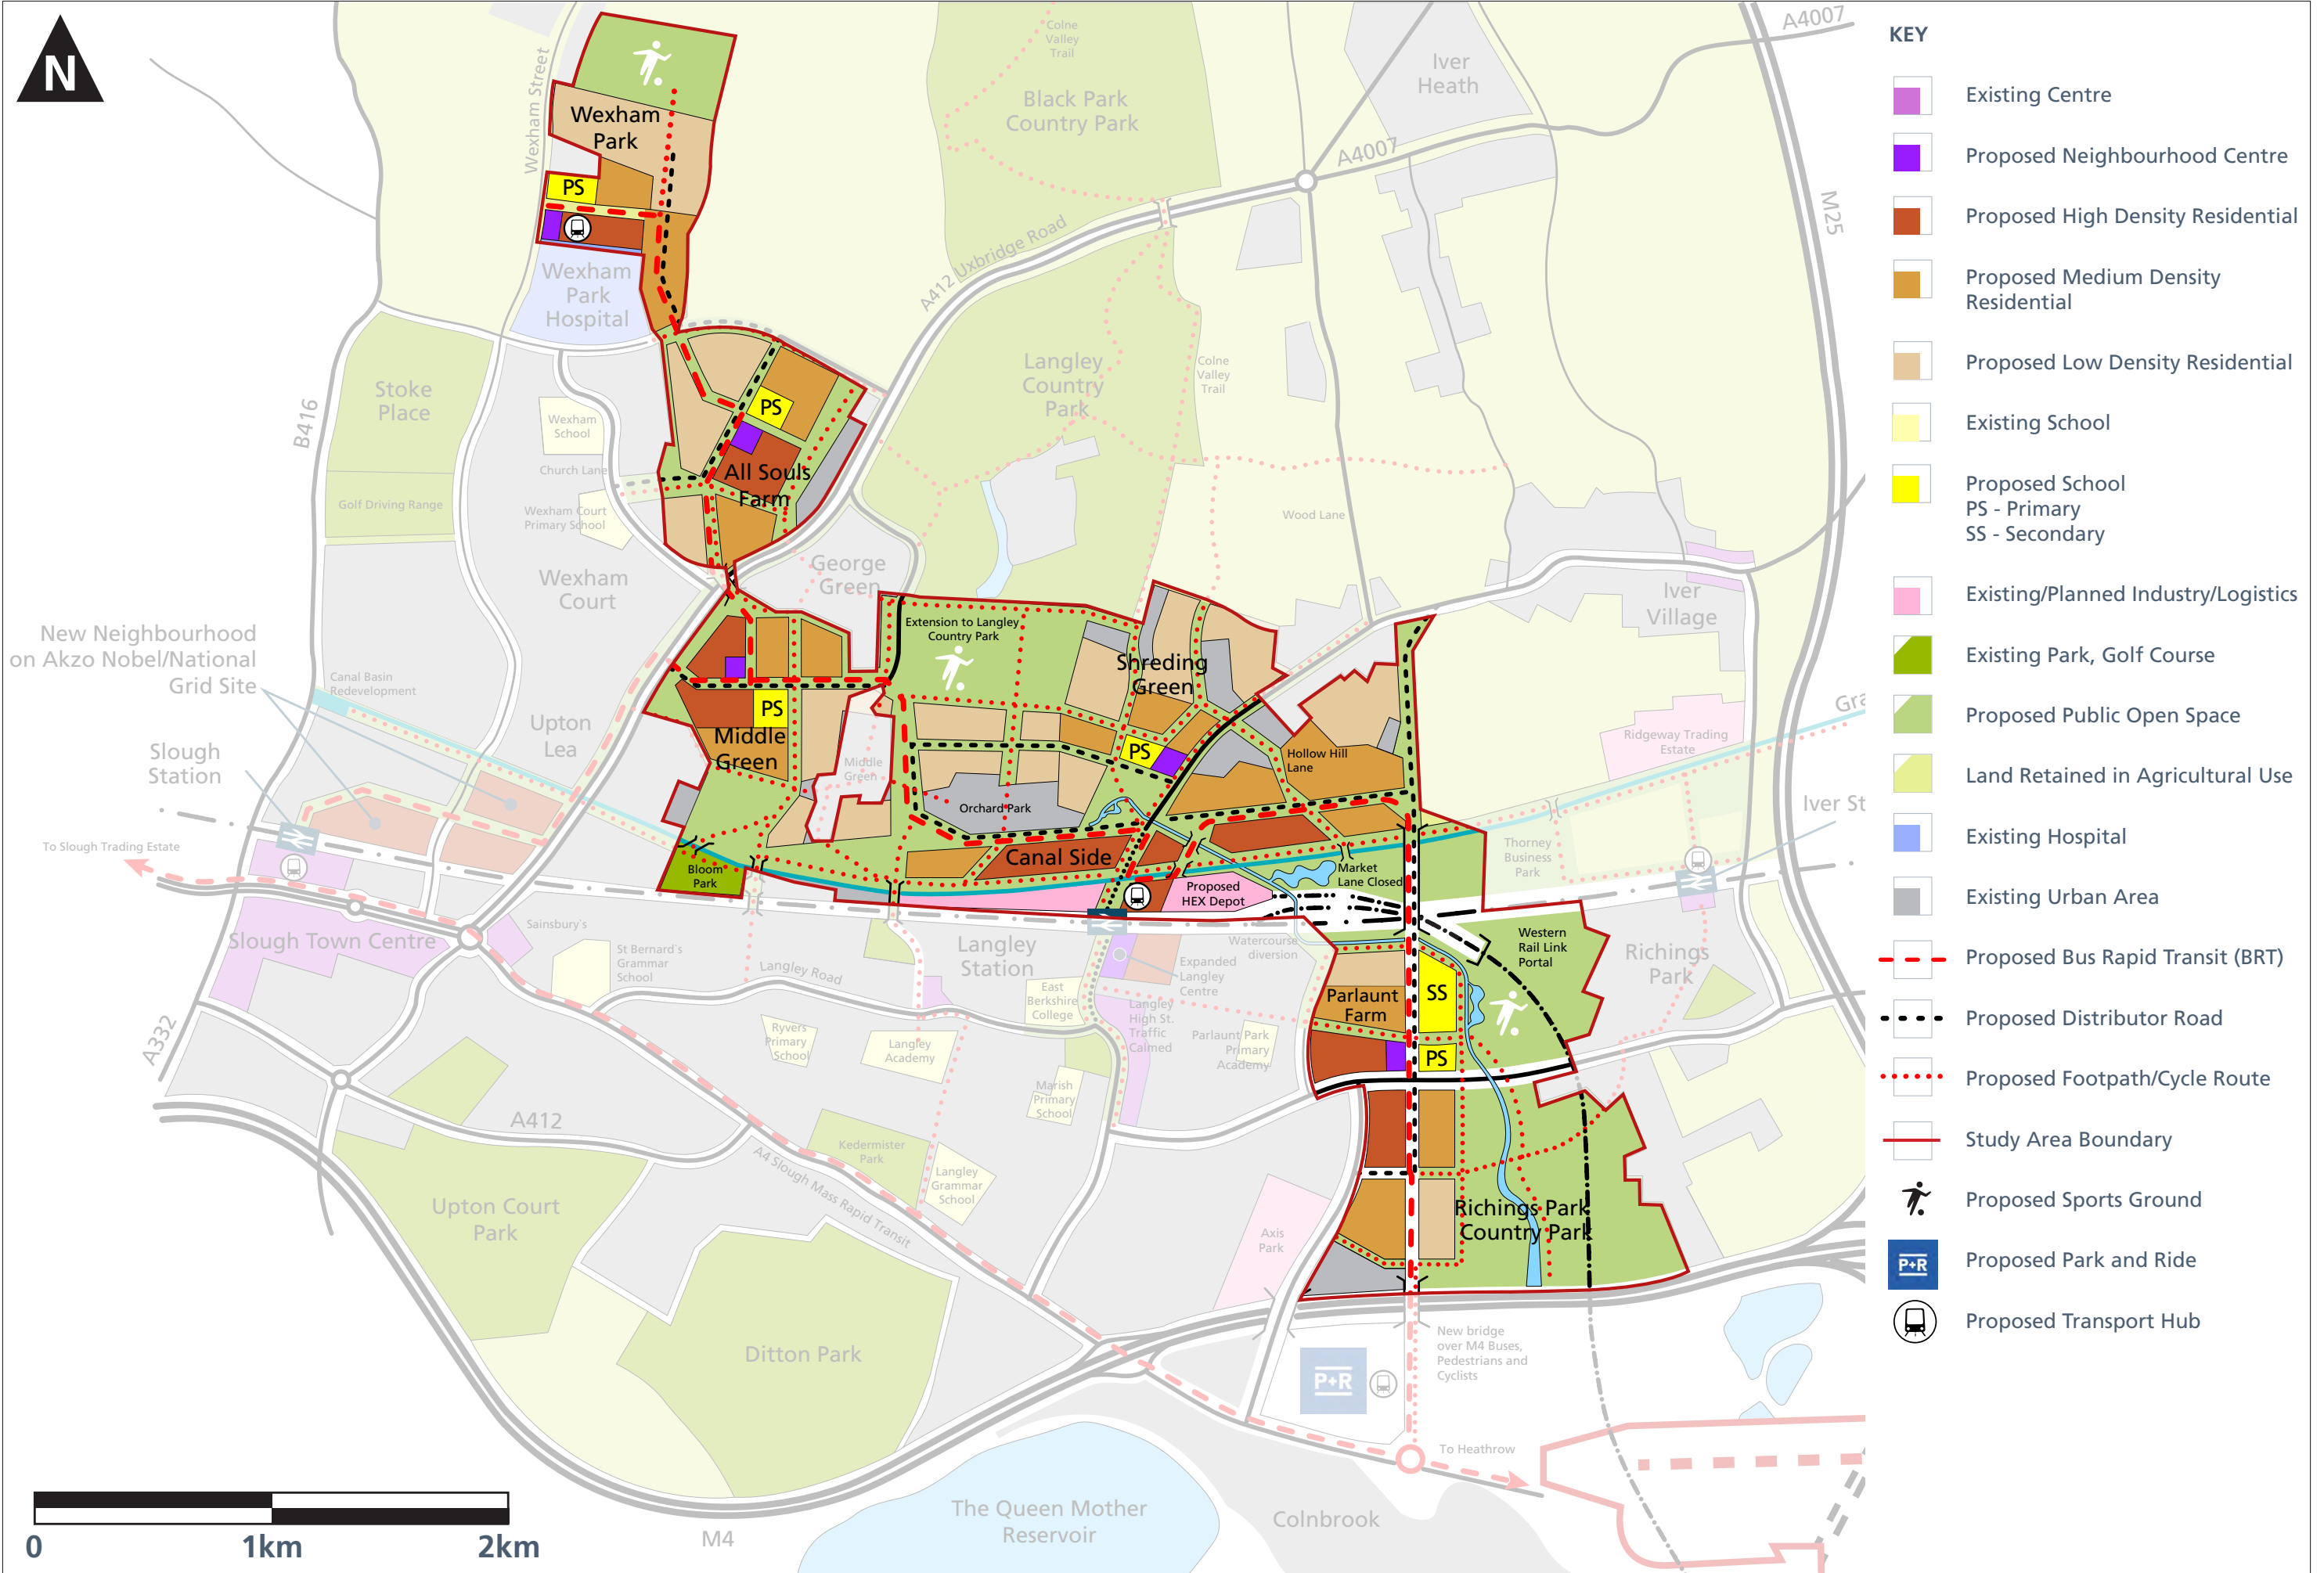 N
Wexham Street
Wexham
Park
PS
Wexham
Park
Hospital
Colne
Valley
Trail
Black Park
Country Park
Iver
Heath
A4007
A4007
M25
A412 Uxbridge Road
Stoke
Place
B416
Golf Driving Range
Wexham
School
Church Lane
Wexham Court
Primary School
Wexham
Court
PS
All Souls
Farm
George
Green
Langley
Country
Park
Colne
Valley
Trail
Wood Lane
Iver
Village
New Neighbourhood
on Akzo Nobel/National
Grid Site
Canal Basin
Redevelopment
Slough
Station
Upton
Lea
To Slough Trading Estate
Extension to Langley
Country Park
Shreding
Green
PS
Middle
Green
Middle
Green
PS
Hollow Hill
Lane
Orchard Park
Canal Side
Bloom
Park
Proposed
HEX Depot
Market
Lane Closed
Ridgeway Trading
Estate
Gra
Iver St
Thorney
Business
Park
Slough Town Centre
Sainsbury`s
St Bernard`s
Grammar
School
Langley Road
Langley
Station
Watercourse
diversion
Expanded
Langley
Centre
East
Berkshire
College
Langley
High St.
Traffic
Calmed
Parlaunt Park
Primary
Academy
Western
Rail Link
Portal
Richings
Park
Parlaunt
Farm
SS
PS
A332
Ryvers
Primary
School
Langley
Academy
Marish
Primary
School
A412
Kedermister
Park
Langley
Grammar
School
A4 Slough Mass Rapid Transit
Upton Court
Park
Ditton Park
Axis
Park
Richings Park
Country Park
New bridge
over M4 Buses,
Pedestrians and
Cyclists
P+R
To Heathrow
The Queen Mother
Reservoir
Colnbrook
M4
0
1km
2km
KEY
Existing Centre
Proposed Neighbourhood Centre
Proposed High Density Residential
Proposed Medium Density
Residential
Proposed Low Density Residential
Existing School
Proposed School
PS - Primary
SS - Secondary
Existing/Planned Industry/Logistics
Existing Park, Golf Course
Proposed Public Open Space
Land Retained in Agricultural Use
Existing Hospital
Existing Urban Area
Proposed Bus Rapid Transit (BRT)
Proposed Distributor Road
Proposed Footpath/Cycle Route
Study Area Boundary
Proposed Sports Ground
P+R
Proposed Park and Ride
Proposed Transport Hub